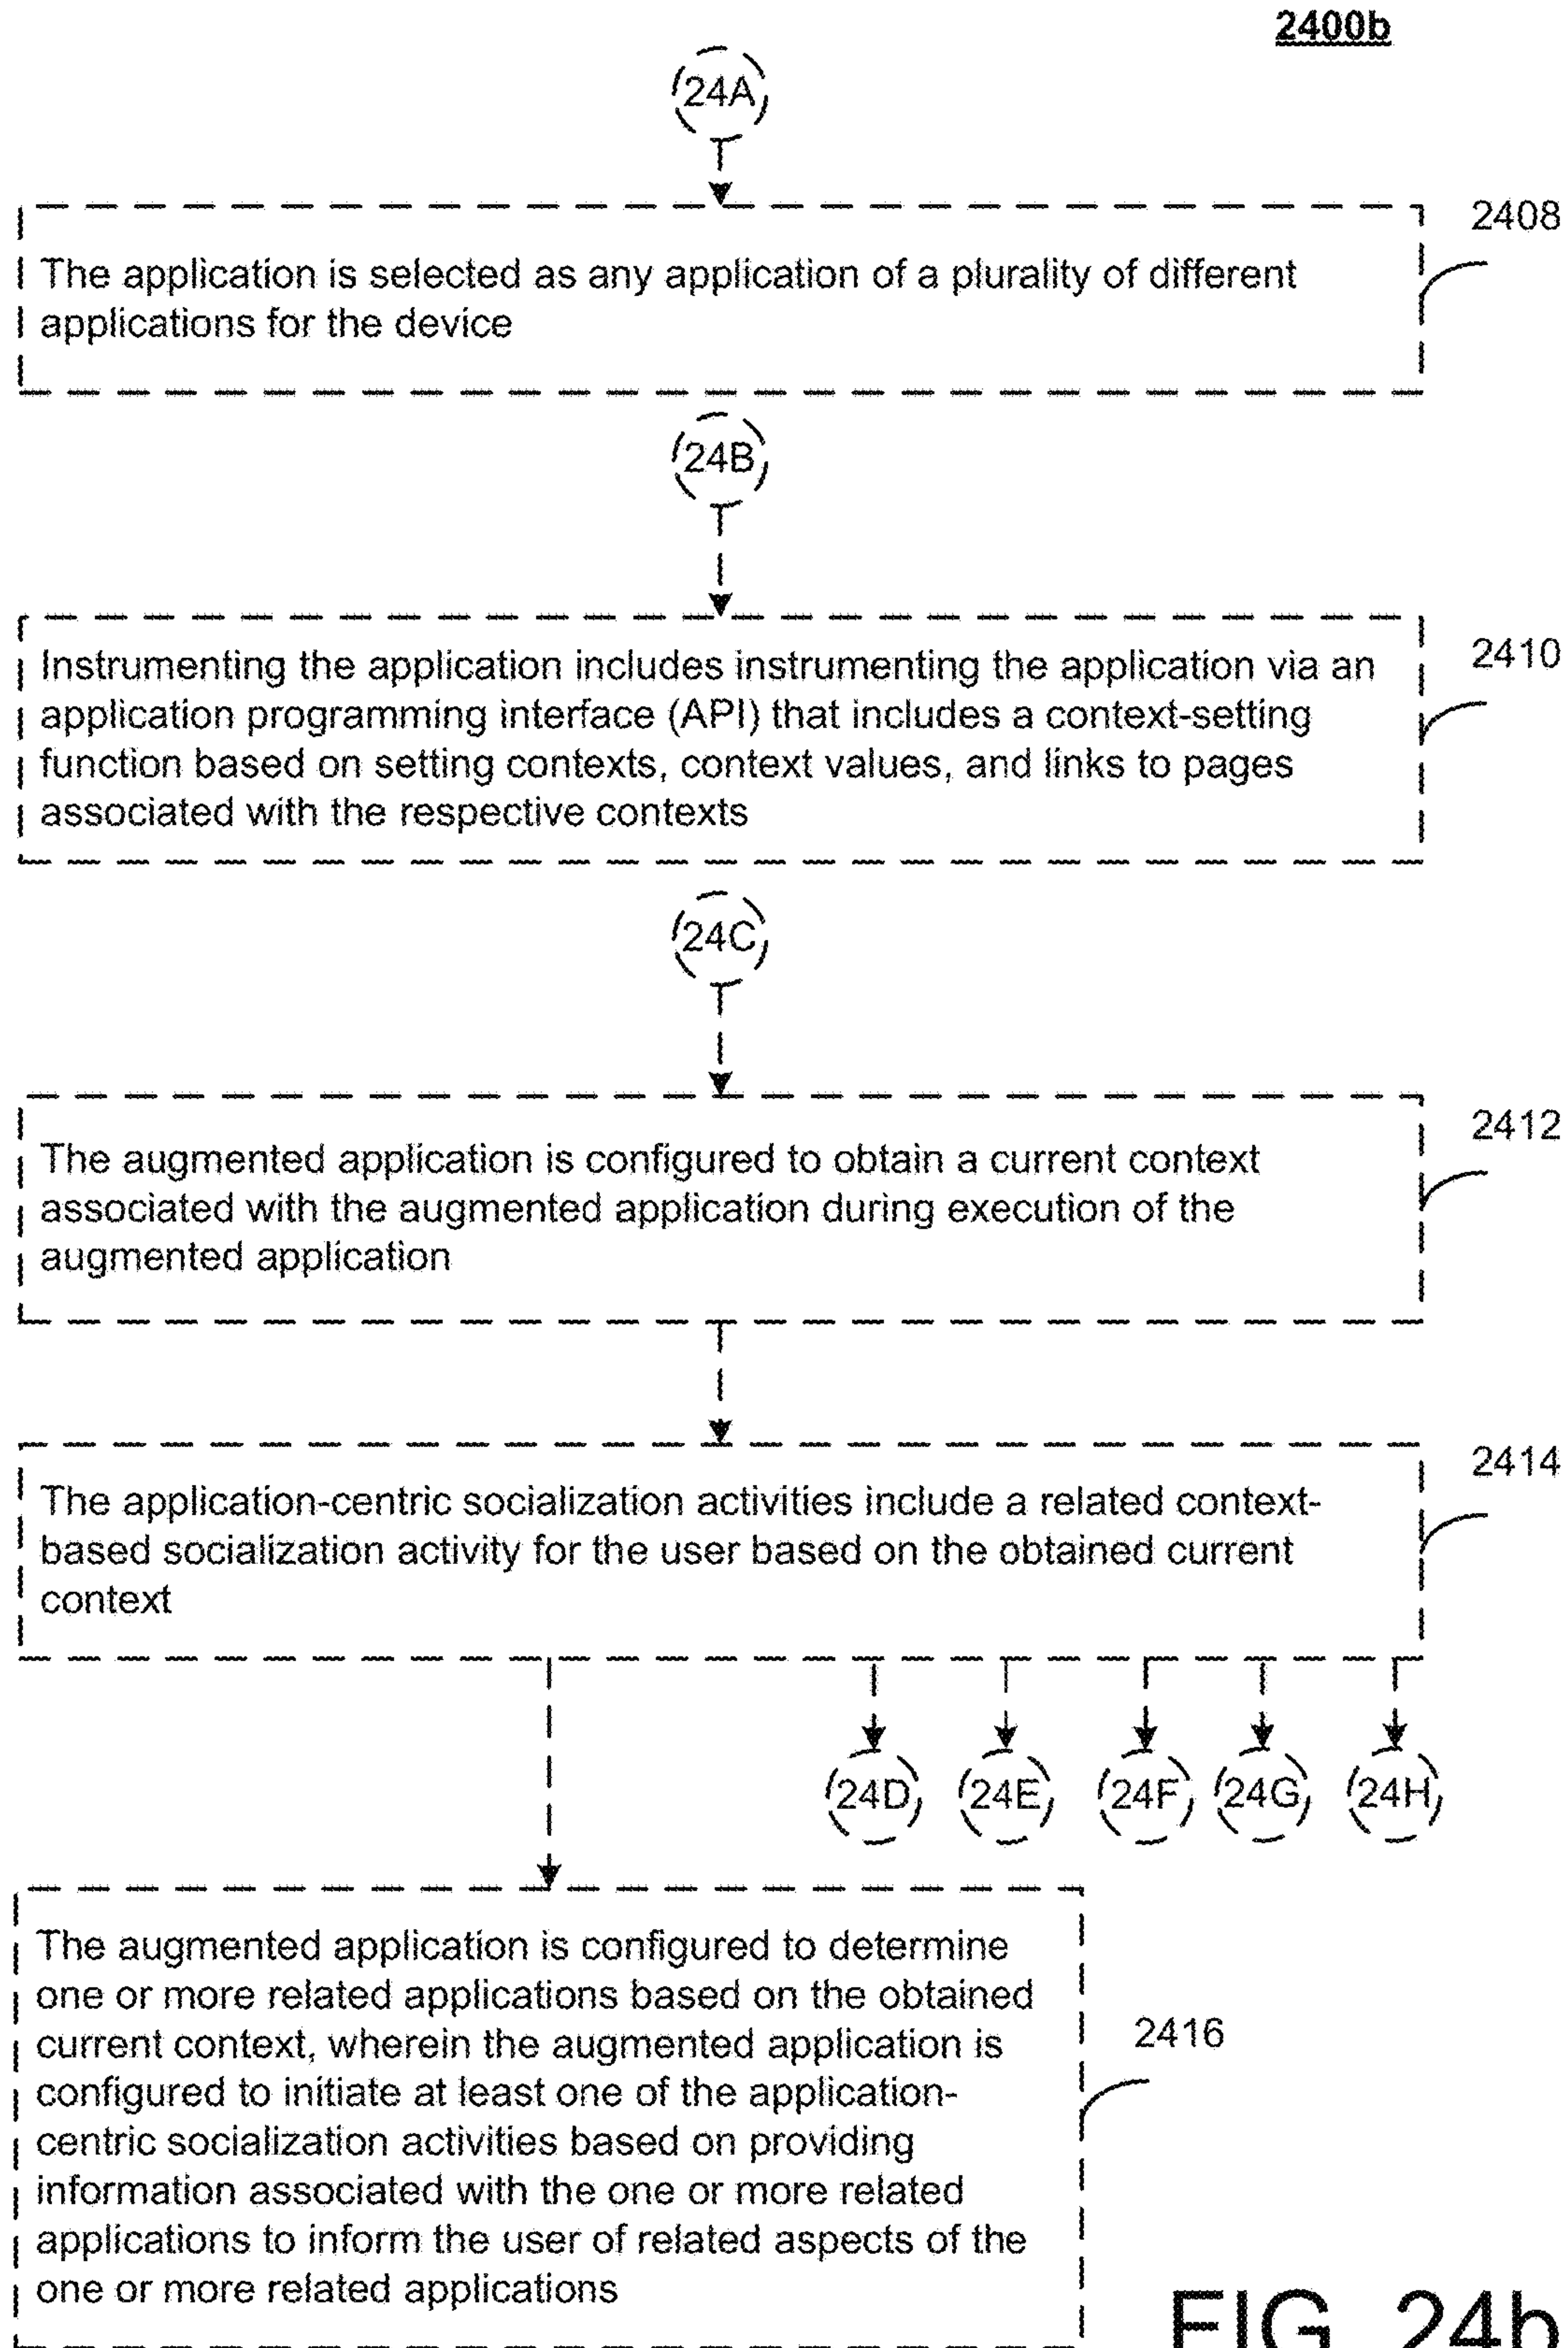 2400b
24A
2408
The application is selected as any application of a plurality of different
applications for the device
24B
2410
Instrumenting the application includes instrumenting the application via an
application programming interface (API) that includes a context-setting
function based on setting contexts, context values, and links to pages
associated with the respective contexts
24C
2412
The augmented application is configured to obtain a current context
associated with the augmented application during execution of the
augmented application
2414
The application-centric socialization activities include a related context-
based socialization activity for the user based on the obtained current
context
24D 24E 24F 24G 24H
The augmented application is configured to determine
one or more related applications based on the obtained
current context, wherein the augmented application is
configured to initiate at least one of the application-
centric socialization activities based on providing
information associated with the one or more related
applications to inform the user of related aspects of the
one or more related applications
2416
FIG. 24b